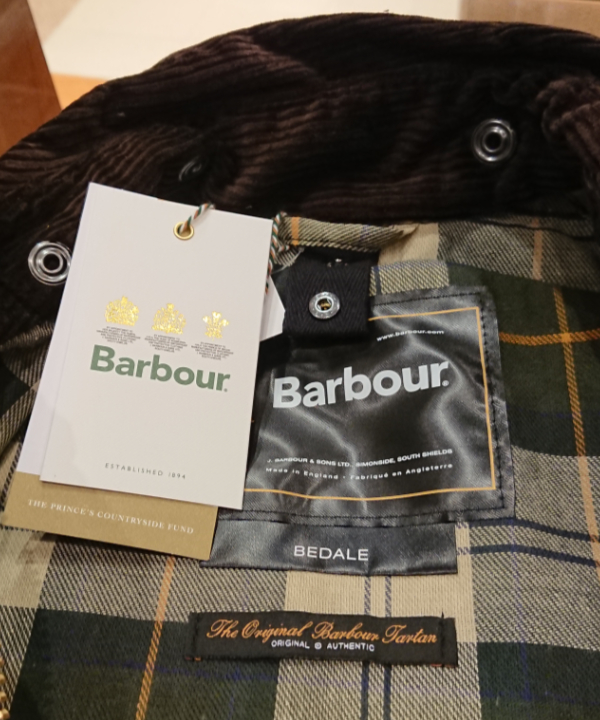 Barbour
ESTABLISHED 1894
THE PRINCE'S COUNTRYSIDE FUND
www.barbour.com
Barbour
J. BARBOUR & SONS LTD. SIMONSIDE, SOUTH SHIELDS
Made in England - Fabriqué en Angleterre
BEDALE
The Original Barbour Tartan
ORIGINAL & AUTHENTIC